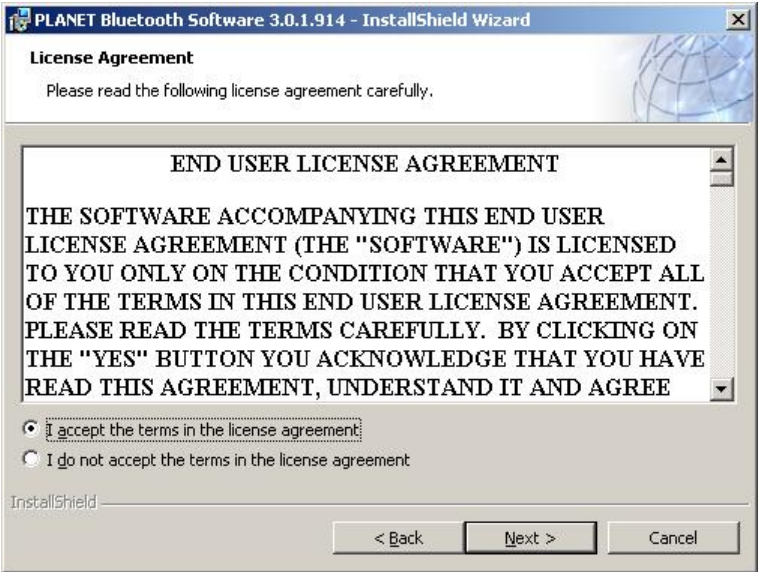 PLANET Bluetooth Software 3.0.1.914 - InstallShield Wizard
License Agreement
Please read the following license agreement carefully.
END USER LICENSE AGREEMENT
THE SOFTWARE ACCOMPANYING THIS END USER
LICENSE AGREEMENT (THE "SOFTWARE") IS LICENSED
TO YOU ONLY ON THE CONDITION THAT YOU ACCEPT ALL
OF THE TERMS IN THIS END USER LICENSE AGREEMENT.
PLEASE READ THE TERMS CAREFULLY.  BY CLICKING ON
THE "YES" BUTTON YOU ACKNOWLEDGE THAT YOU HAVE
READ THIS AGREEMENT, UNDERSTAND IT AND AGREE
I accept the terms in the license agreement
I do not accept the terms in the license agreement
InstallShield
< Back Next > Cancel